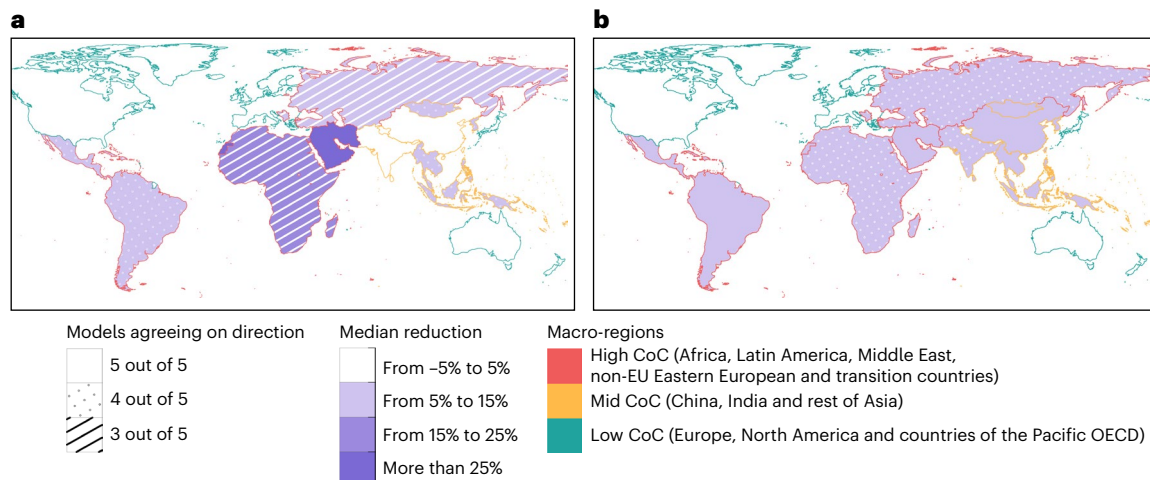 a
b
Models agreeing on direction
5 out of 5
4 out of 5
3 out of 5
Median reduction
From –5% to 5%
From 5% to 15%
From 15% to 25%
More than 25%
Macro-regions
High CoC (Africa, Latin America, Middle East,
non-EU Eastern European and transition countries)
Mid CoC (China, India and rest of Asia)
Low CoC (Europe, North America and countries of the Pacific OECD)